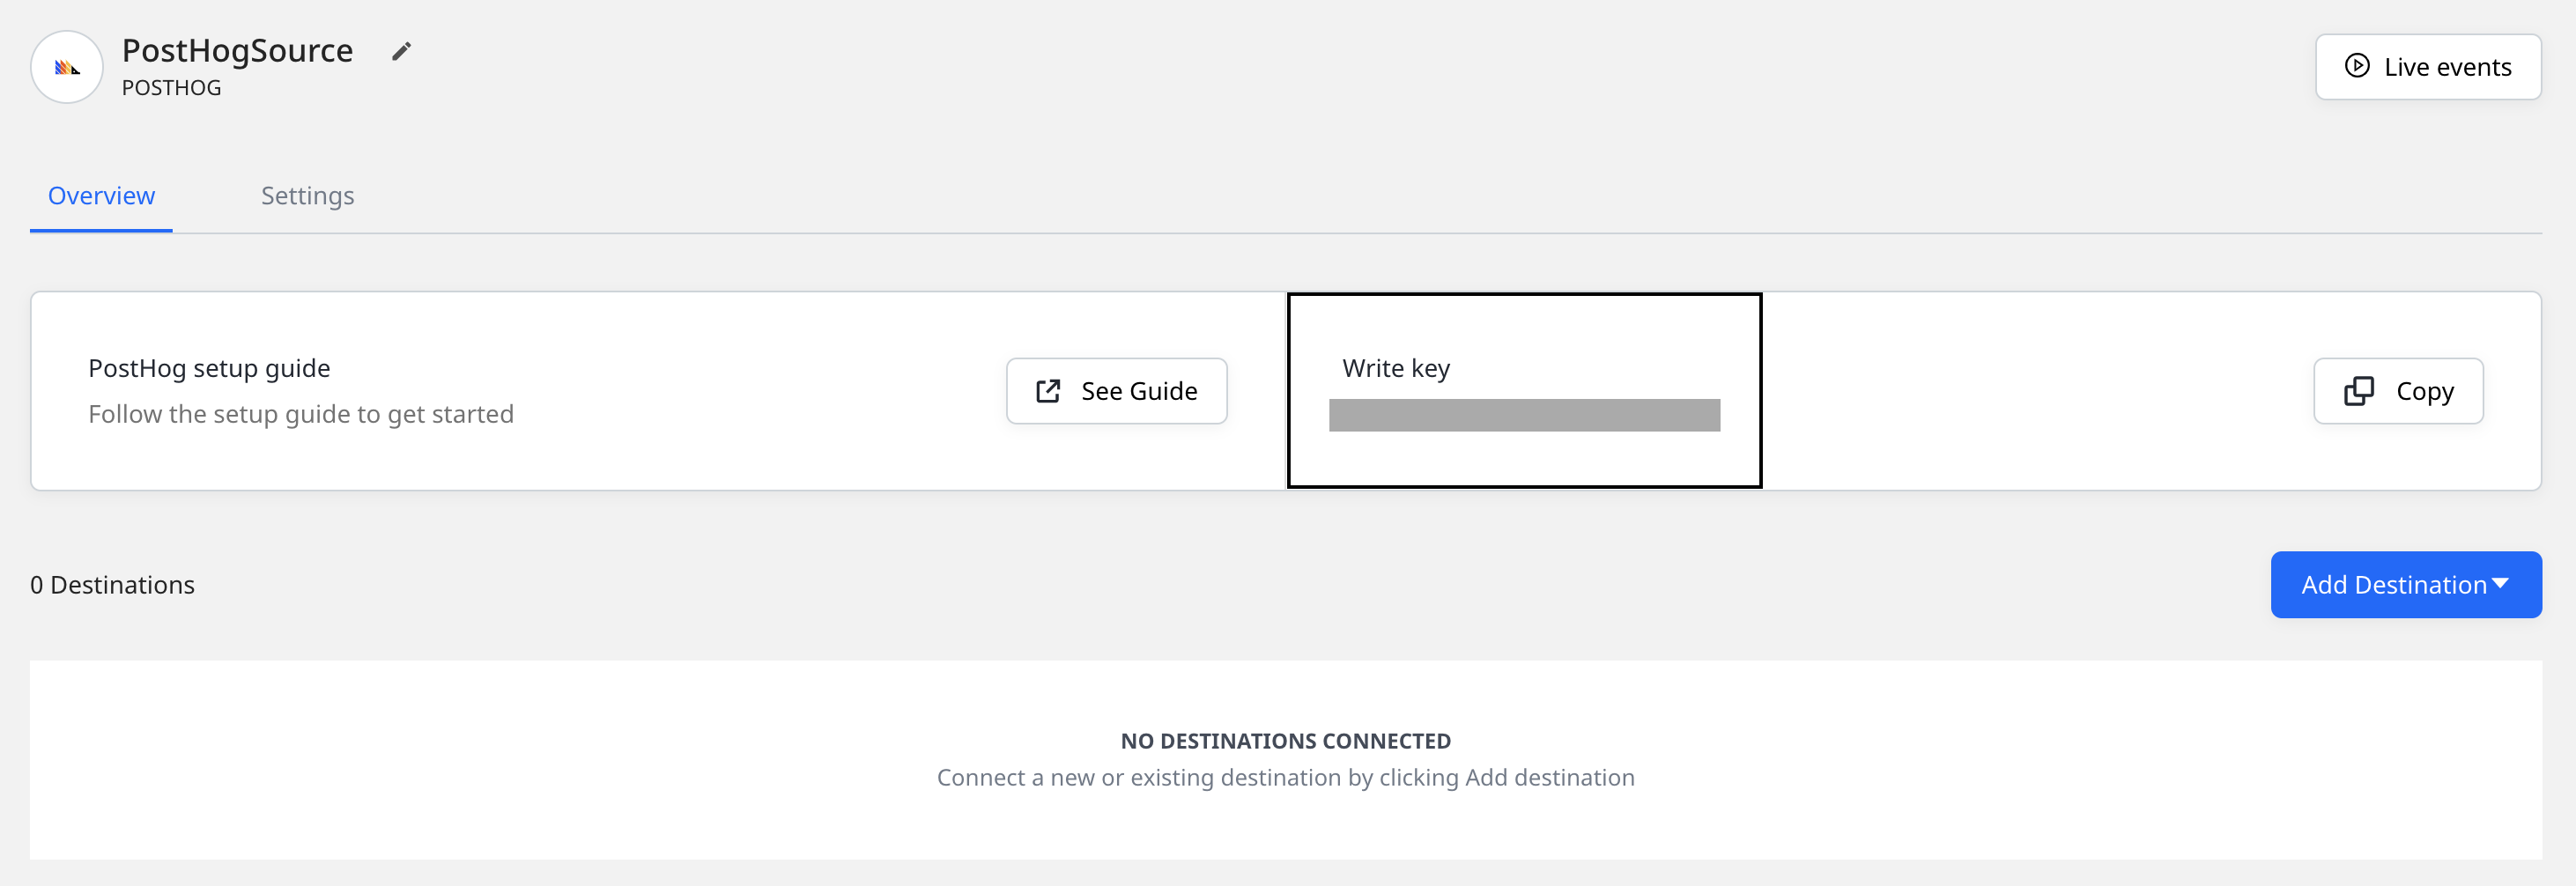 PostHogSource
POSTHOG
Live events
Overview
Settings
PostHog setup guide
Follow the setup guide to get started
See Guide
Write key
Copy
0 Destinations
Add Destination
NO DESTINATIONS CONNECTED
Connect a new or existing destination by clicking Add destination